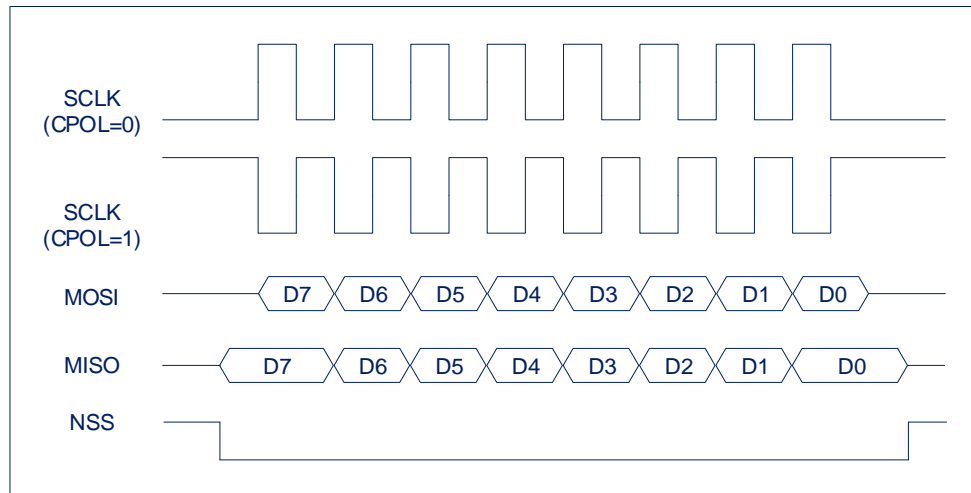 SCLK
(CPOL=0)
SCLK
(CPOL=1)
MOSI D7 D6 D5 D4 D3 D2 D1 D0
MISO D7 D6 D5 D4 D3 D2 D1 D0
NSS